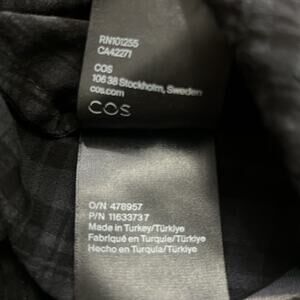 RN101255
CA42271
COS
106 38 Stockholm, Sweden
cos.com
COS
O/N 478957
P/N 11633737
Made in Turkey/Türkiye
Fabriqué en Turquie/Türkiye
Hecho en Turquía/Türkiye